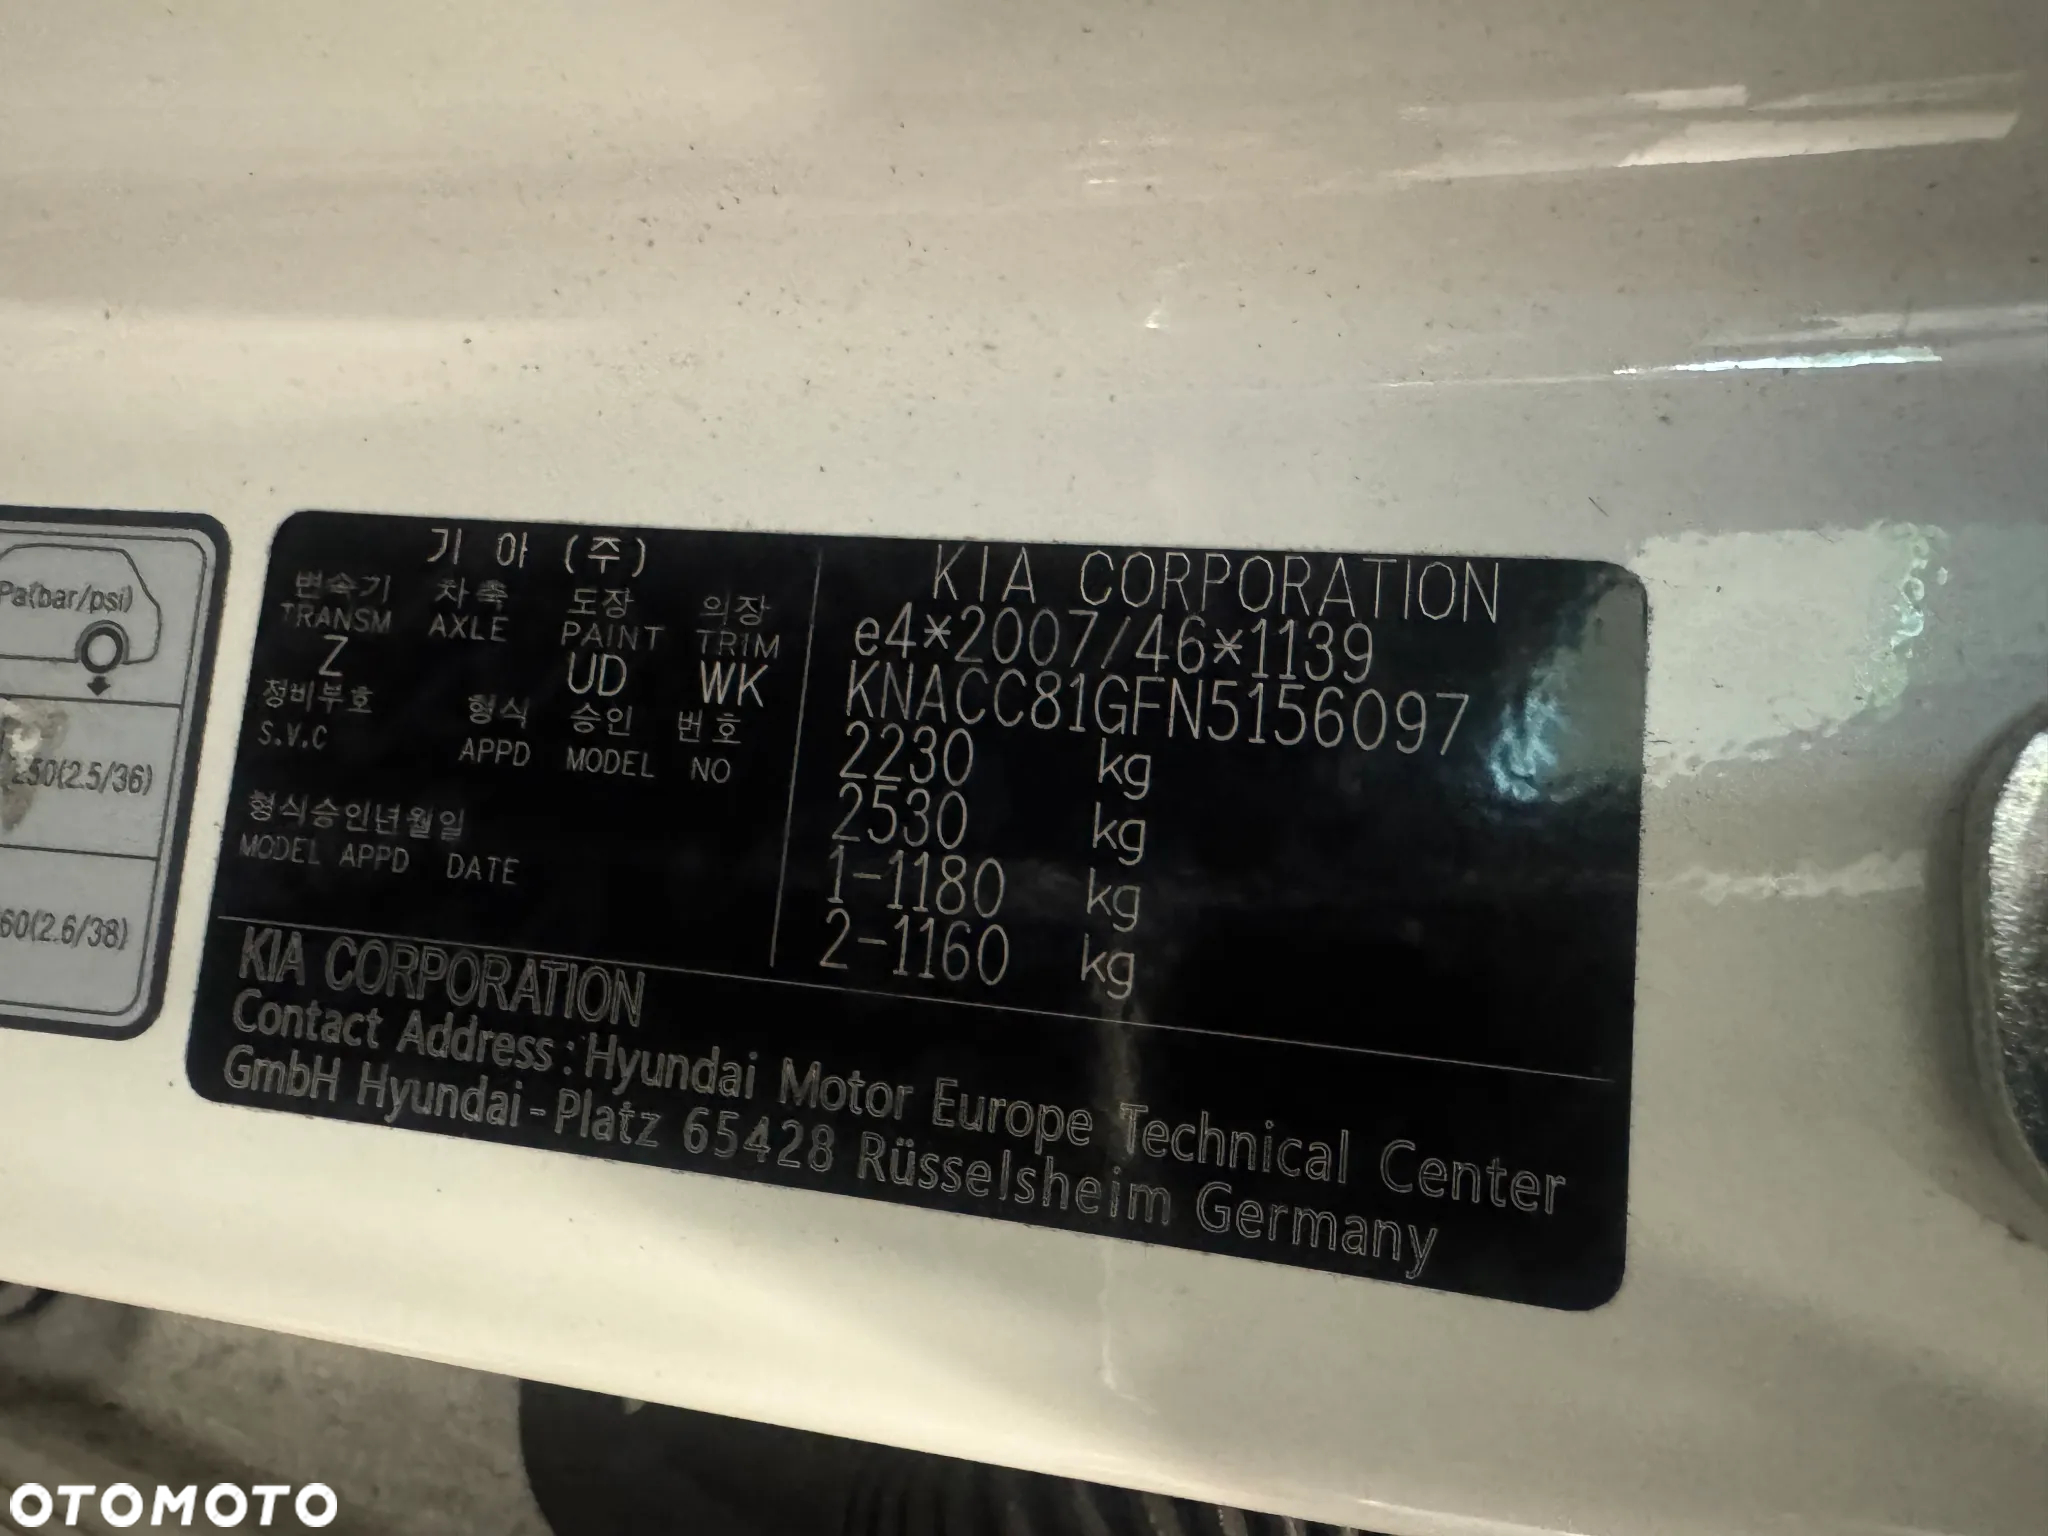 Pa(bar/psi)
250(2.5/36)
60(2.6/38)
기 아 (주)
변속기 차축 도장 의장
TRANSM AXLE PAINT TRIM
Z UD WK
정비부호 형식 승인 번호
S.V.C APPD MODEL NO
형식승인년월일
MODEL APPD DATE
KIA CORPORATION
e4*2007/46*1139
KNACC81GFN5156097
2230 kg
2530 kg
1-1180 kg
2-1160 kg
KIA CORPORATION
Contact Address : Hyundai Motor Europe Technical Center
GmbH Hyundai-Platz 65428 Rüsselsheim Germany
OTOMOTO